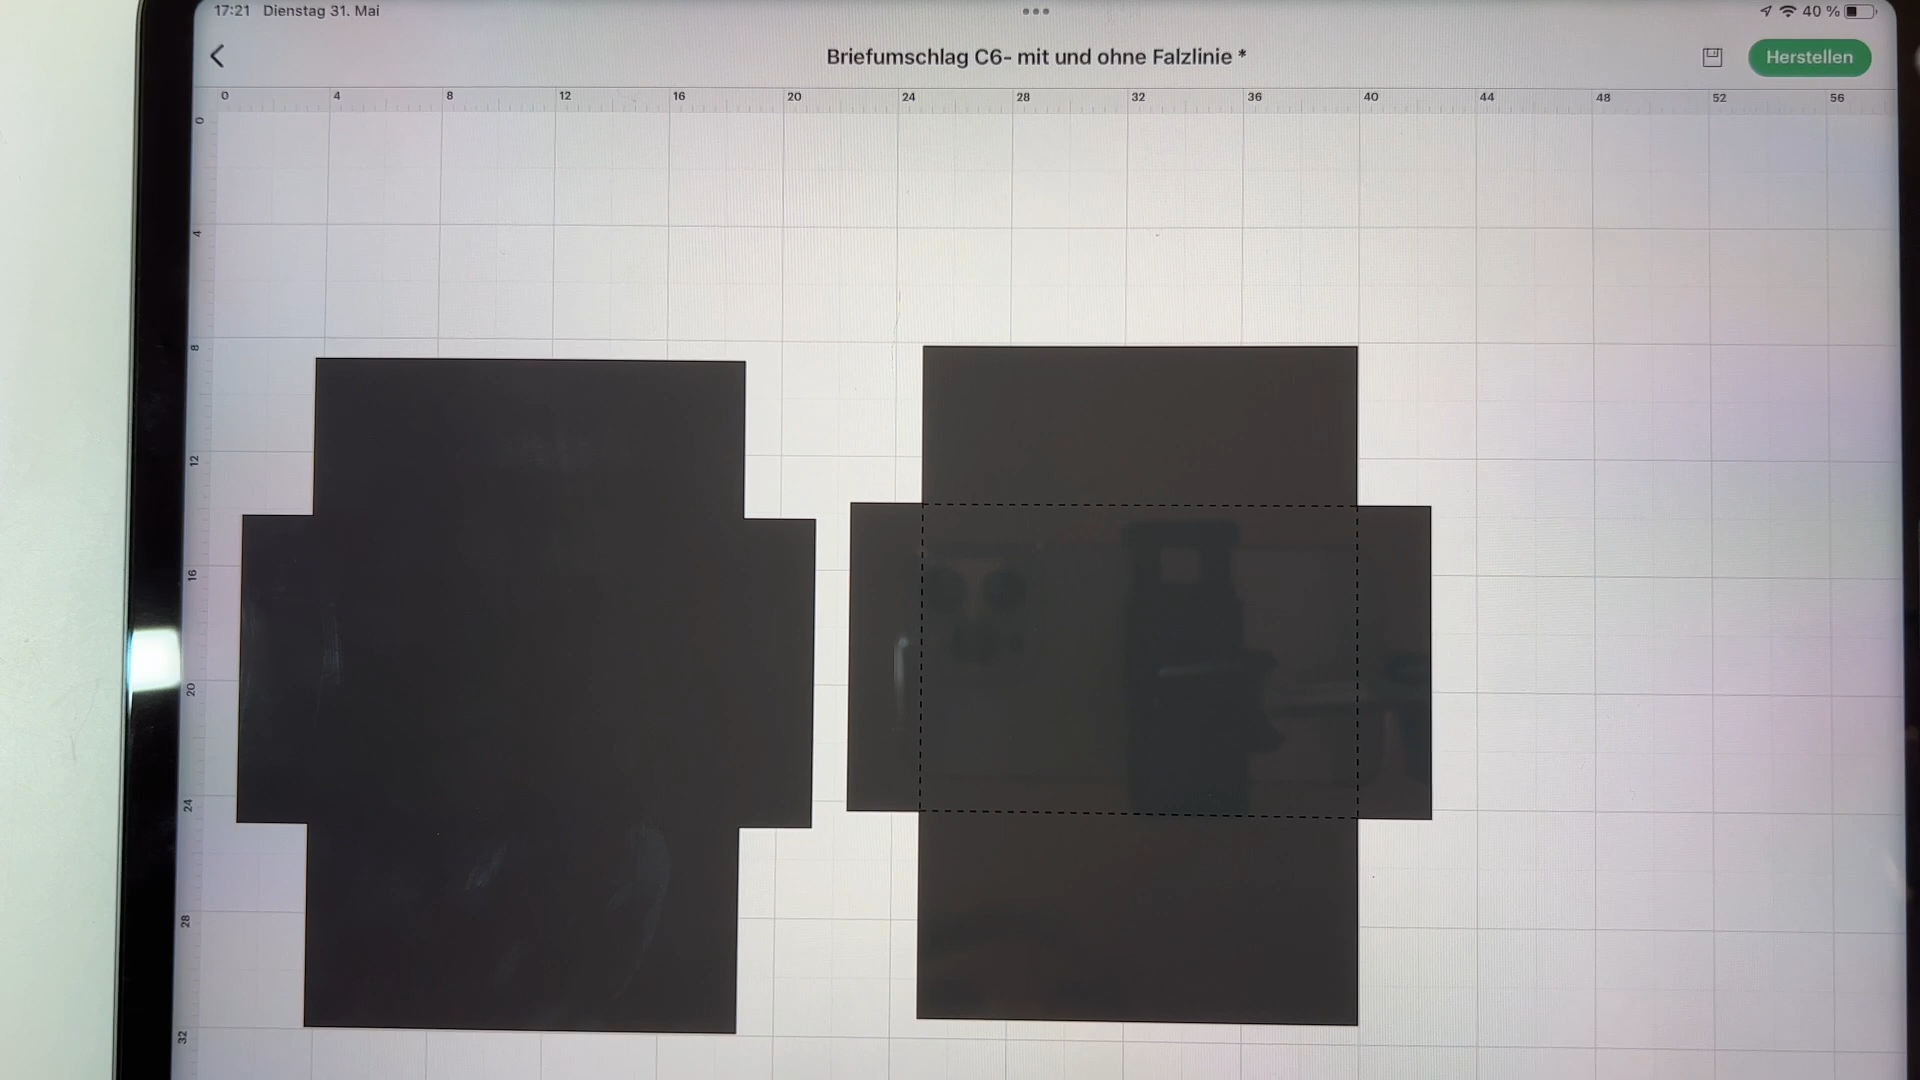 17:21 Dienstag 31. Mai
40 %
Briefumschlag C6- mit und ohne Falzlinie *
Herstellen
0 4 8 12 16 20 24 28 32 36 40 44 48 52 56
0
4
8
12
16
20
24
28
32